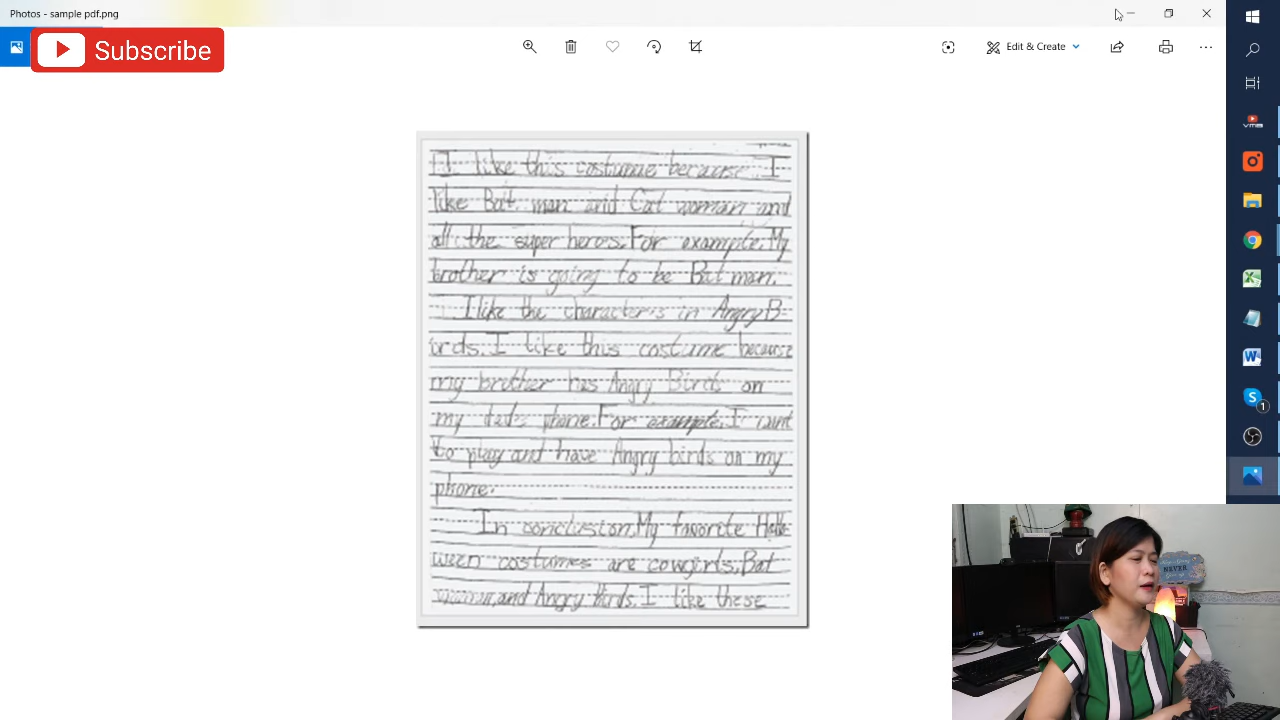 Photos - sample pdf.png
Subscribe
Edit & Create
I like this costume because I
like Bat man and Cat woman and
all the super heros. For example, My
brother is going to be Bat man.
I like the characters in Angry B-
irds. I like this costume because
my brother has Angry Birds on
my dads phone. For example, I want
to play and have Angry birds on my
phone.
In conclusion, My favorite Hallo-
ween costumes are cowgirls, Bat
and Angry Birds. I like these
NEVER
1